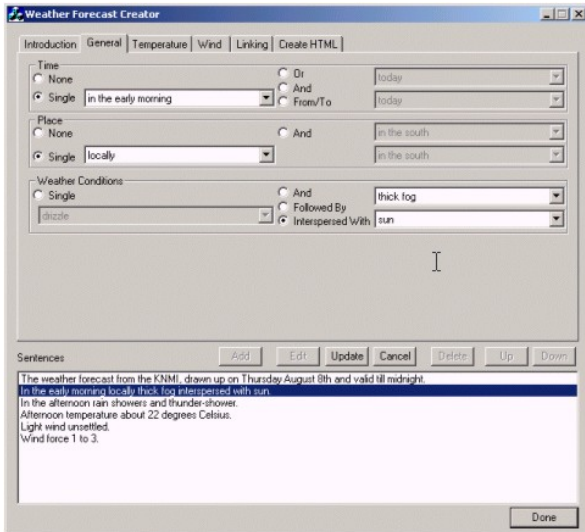 Weather Forecast Creator
Introduction General Temperature Wind Linking Create HTML
Time
None
Single in the early morning
Or
And
From/To
today
today
Place
None
Single locally
And
in the south
in the south
Weather Conditions
Single
drizzle
And
Followed By
Interspersed With
thick fog
sun
Sentences Add Edit Update Cancel Delete Up Down
The weather forecast from the KNMI, drawn up on Thursday August 8th and valid till midnight.
In the early morning locally thick fog interspersed with sun.
In the afternoon rain showers and thunder-shower.
Afternoon temperature about 22 degrees Celsius.
Light wind unsettled.
Wind force 1 to 3.
Done